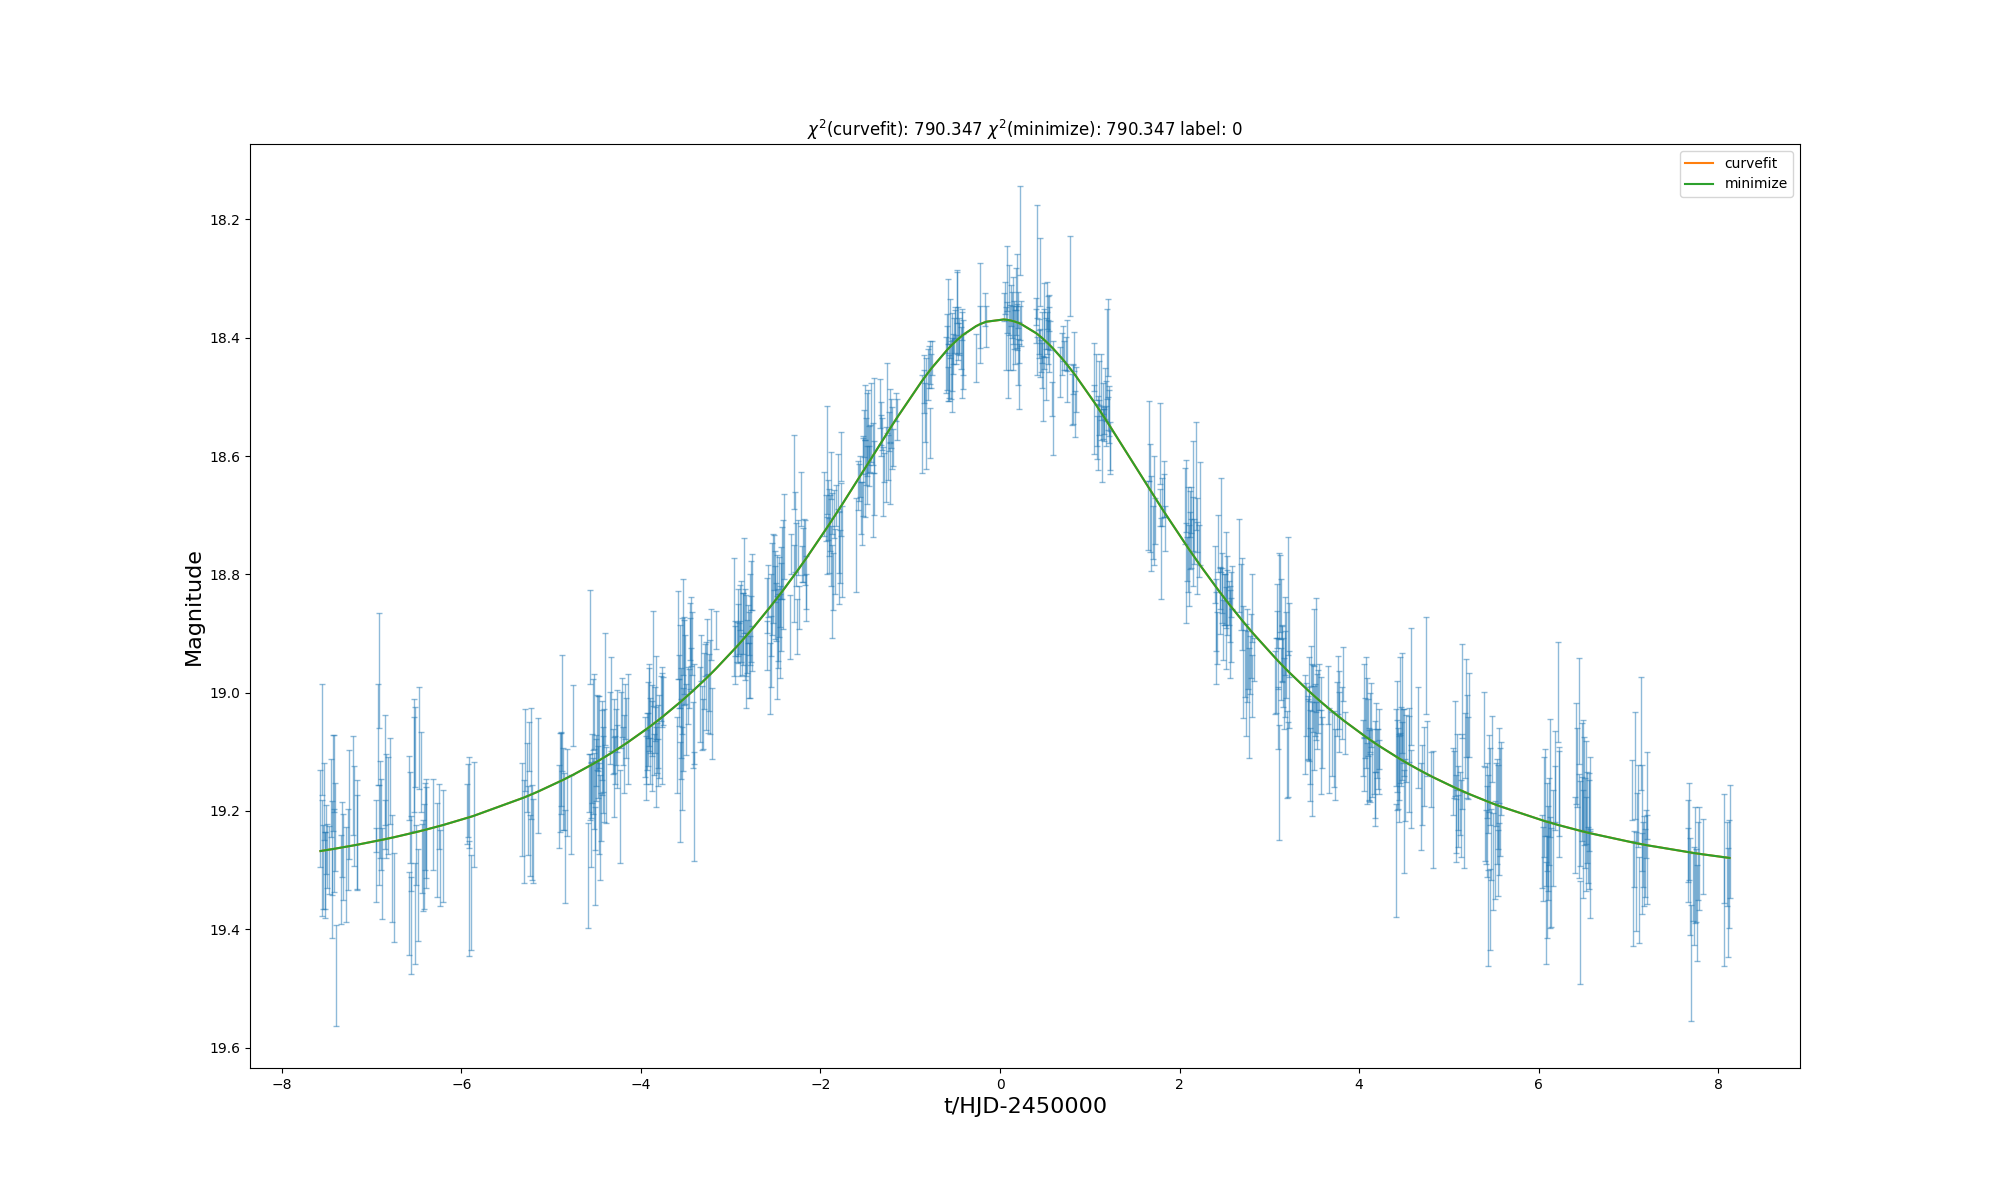 χ²(curvefit): 790.347 χ²(minimize): 790.347 label: 0
curvefit
minimize
18.2
18.4
18.6
18.8
19.0
19.2
19.4
19.6
Magnitude
−8 −6 −4 −2 0 2 4 6 8
t/HJD-2450000